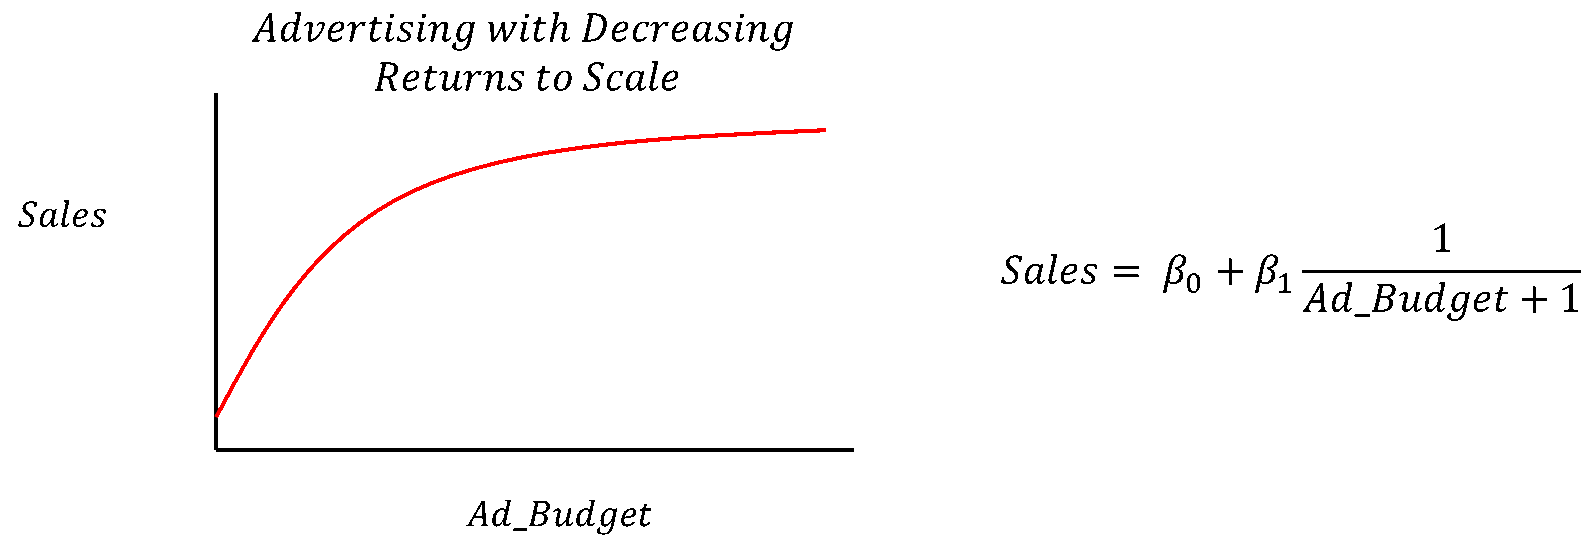 Advertising with Decreasing
Returns to Scale
Sales
Sales = β₀ + β₁ 1 / (Ad_Budget + 1)
Ad_Budget